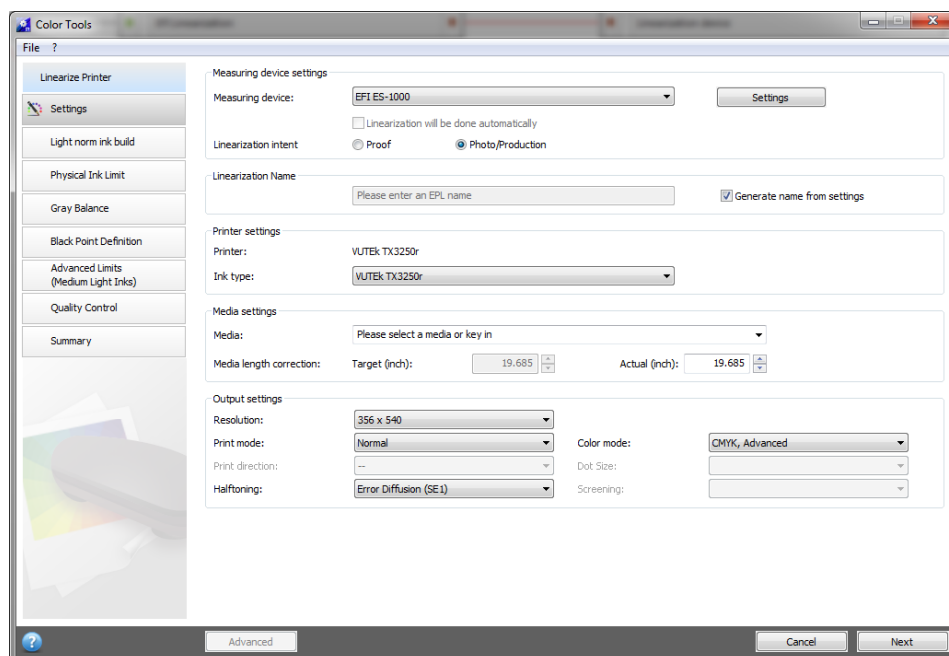 Color Tools
File ?
Linearize Printer
Settings
Light norm ink build
Physical Ink Limit
Gray Balance
Black Point Definition
Advanced Limits
(Medium Light Inks)
Quality Control
Summary
Measuring device settings
Measuring device: EFI ES-1000 Settings
Linearization will be done automatically
Linearization intent Proof Photo/Production
Linearization Name
Please enter an EPL name Generate name from settings
Printer settings
Printer: VUTEk TX3250r
Ink type: VUTEk TX3250r
Media settings
Media: Please select a media or key in
Media length correction: Target (inch): 19.685 Actual (inch): 19.685
Output settings
Resolution: 356 x 540
Print mode: Normal Color mode: CMYK, Advanced
Print direction: -- Dot Size:
Halftoning: Error Diffusion (SE1) Screening:
? Advanced Cancel Next